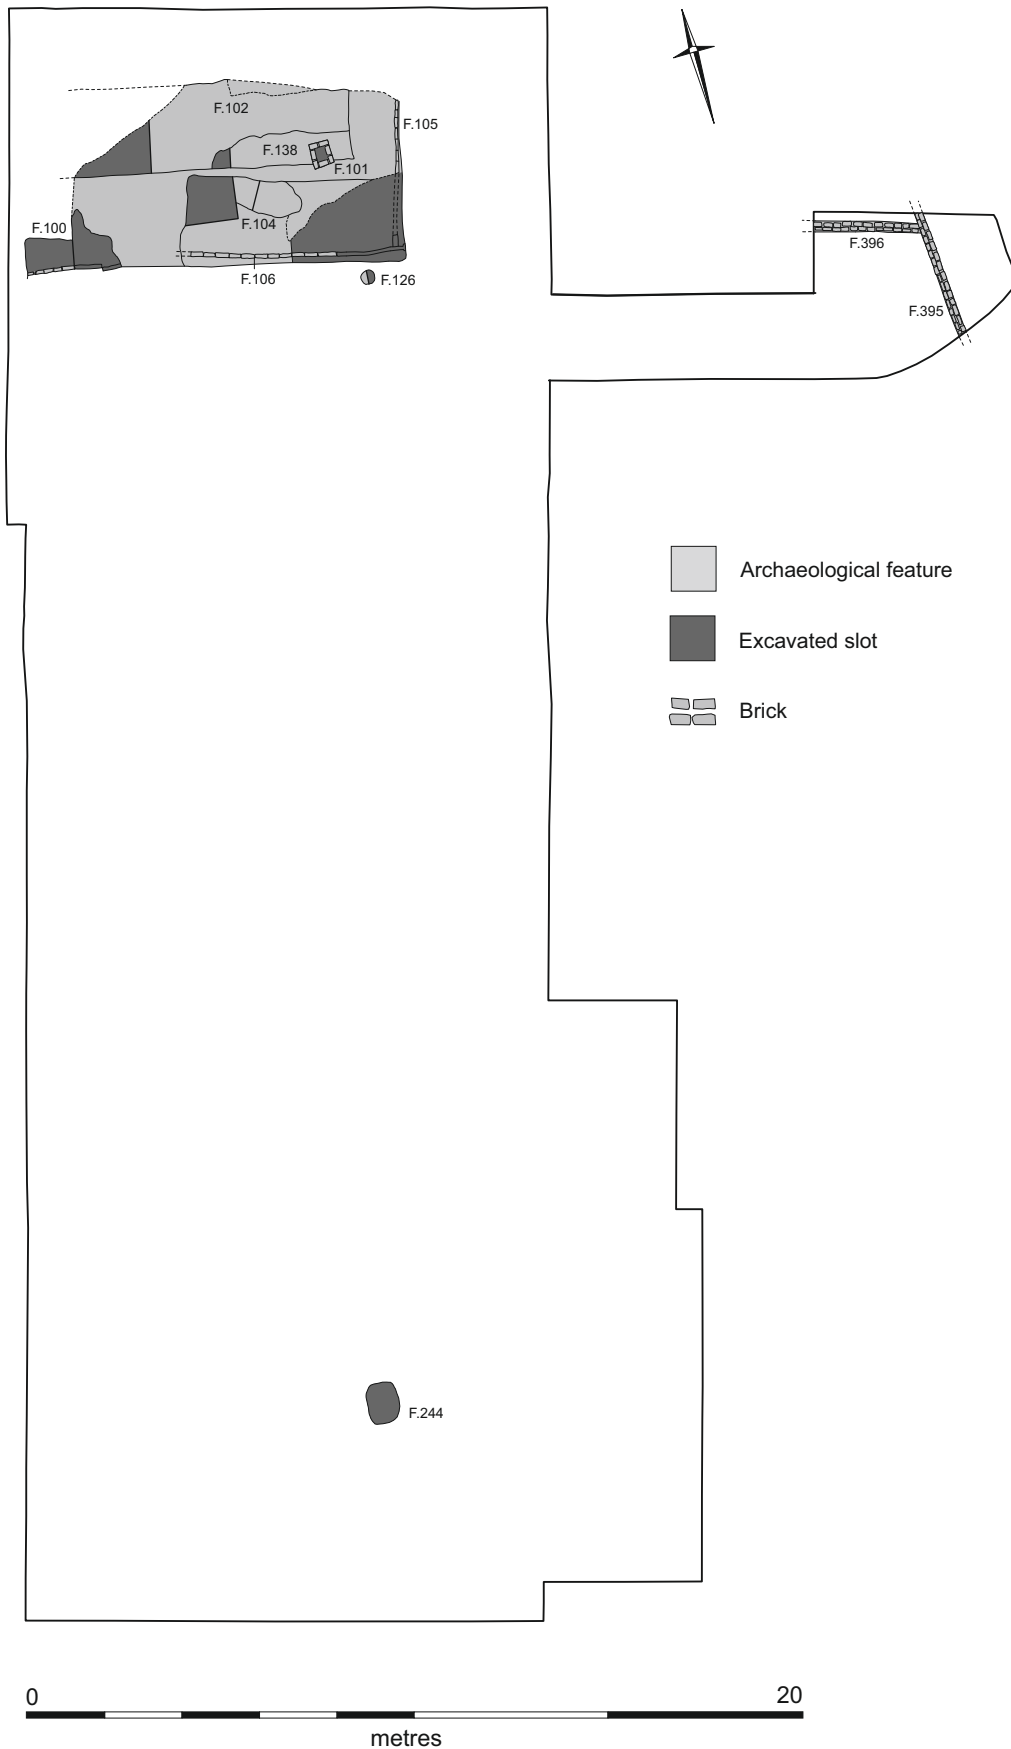 F.102
F.105
F.138
F.101
F.100
F.104
F.106
F.126
F.396
F.395
Archaeological feature
Excavated slot
Brick
F.244
0 20
metres